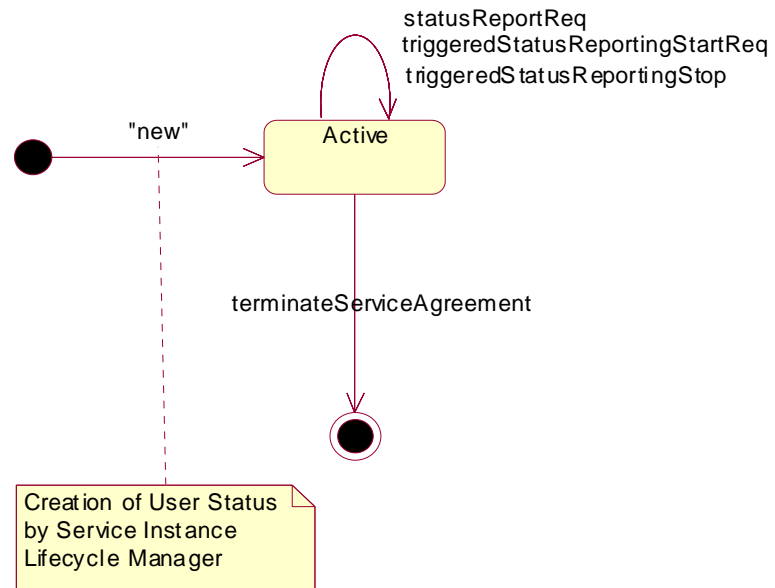 statusReportReq
triggeredStatusReportingStartReq
triggeredStatusReportingStop
"new"
Active
terminateServiceAgreement
Creation of User Status
by Service Instance
Lifecycle Manager